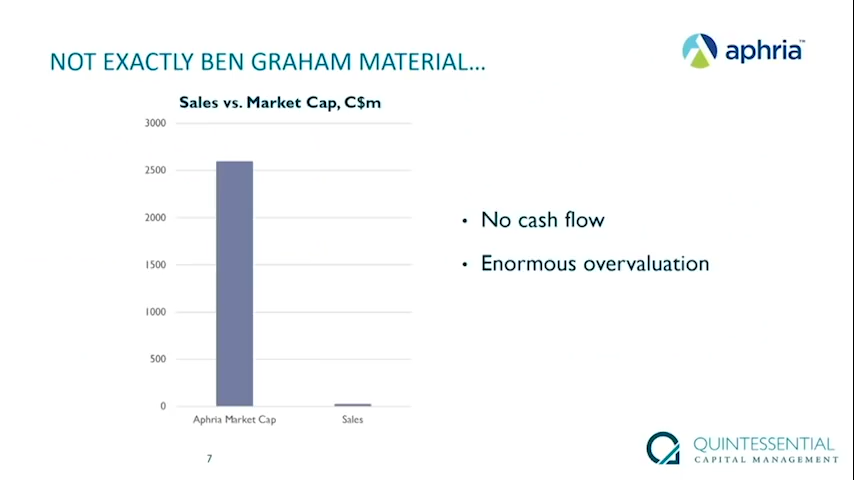 NOT EXACTLY BEN GRAHAM MATERIAL...
aphria™
Sales vs. Market Cap, C$m
3000
2500
2000
1500
1000
500
0
Aphria Market Cap
Sales
• No cash flow
• Enormous overvaluation
7
QUINTESSENTIAL
CAPITAL MANAGEMENT